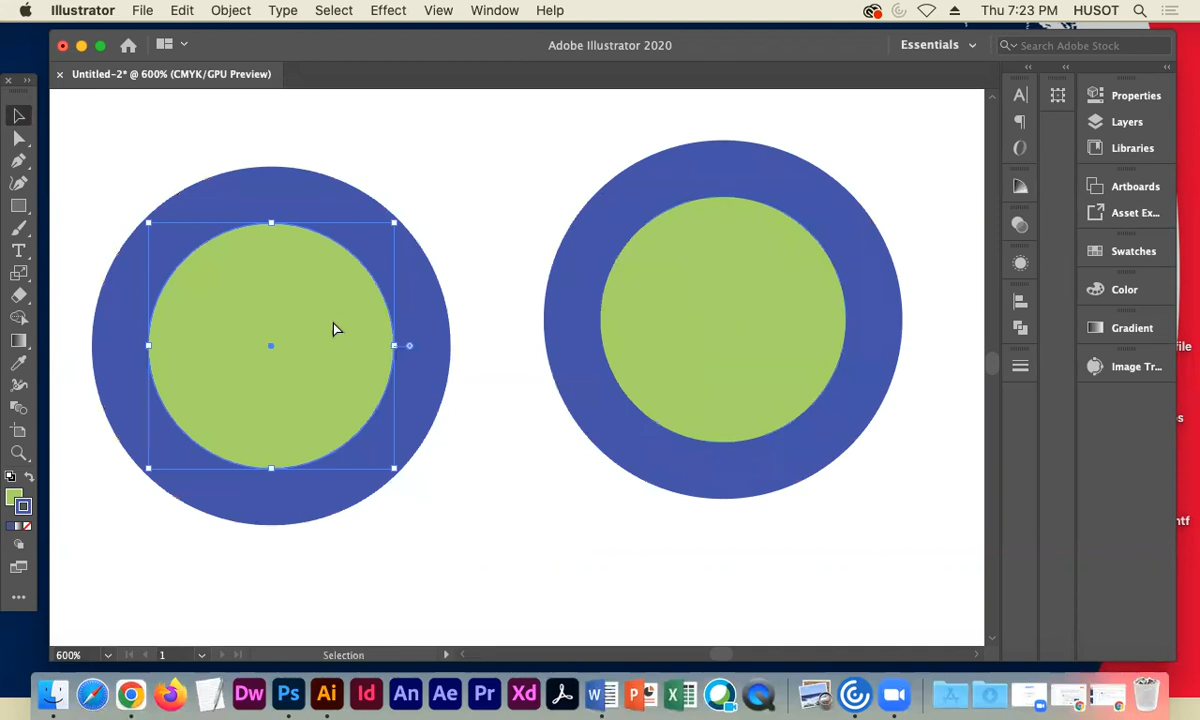 Illustrator File Edit Object Type Select Effect View Window Help Thu 7:23 PM HUSOT
Adobe Illustrator 2020 Essentials Search Adobe Stock
Untitled-2* @ 600% (CMYK/GPU Preview)
Properties
Layers
Libraries
Artboards
Asset Ex...
Swatches
Color
Gradient
file
Image Tr...
ntf
600% 1 Selection
Dw Ps Ai Id An Ae Pr Xd